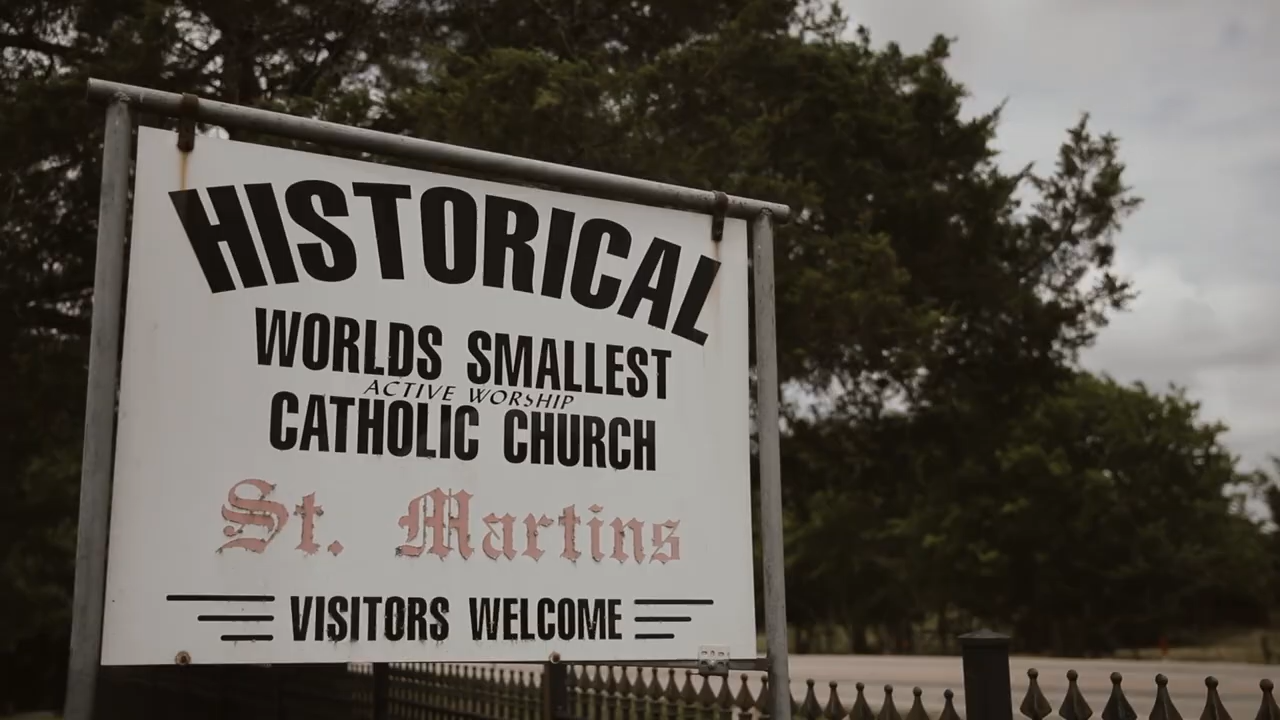 HISTORICAL
WORLDS SMALLEST
ACTIVE WORSHIP
CATHOLIC CHURCH
St. Martins
VISITORS WELCOME